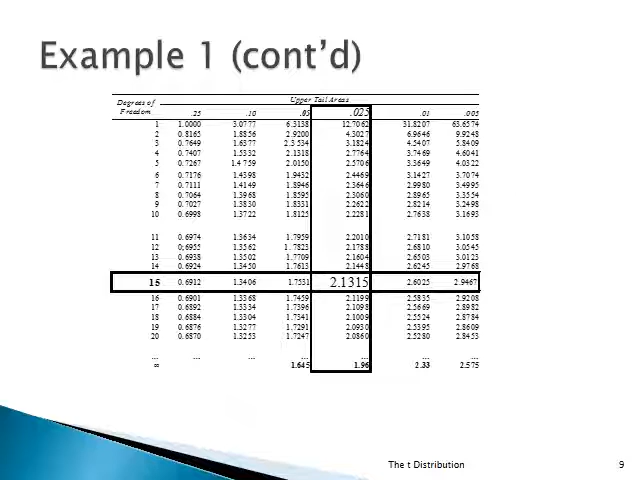 Example 1 (cont’d)
Degrees of Freedom Upper Tail Areas
.25 .10 .05 .025 .01 .005
1 1.0000 3.0777 6.3138 12.7062 31.8207 63.6574
2 0.8165 1.8856 2.9200 4.3027 6.9646 9.9248
3 0.7649 1.6377 2.3 534 3.1824 4.5407 5.8409
4 0.7407 1.5332 2.1318 2.7764 3.7469 4.6041
5 0.7267 1.4 759 2.0150 2.5706 3.3649 4.0322
6 0.7176 1.4398 1.9432 2.4469 3.1427 3.7074
7 0.7111 1.4149 1.8946 2.3646 2.9980 3.4995
8 0.7064 1.3968 1.8595 2.3060 2.8965 3.3554
9 0.7027 1.3830 1.8331 2.2622 2.8214 3.2498
10 0.6998 1.3722 1.8125 2.2281 2.7638 3.1693
11 0.6974 1.3634 1.7959 2.2010 2.7181 3.1058
12 0;6955 1.3562 1.7823 2.1788 2.6810 3.0545
13 0.6938 1.3502 1.7709 2.1604 2.6503 3.0123
14 0.6924 1.3450 1.7613 2.1448 2.6245 2.9768
15 0.6912 1.3406 1.7531 2.1315 2.6025 2.9467
16 0.6901 1.3368 1.7459 2.1199 2.5835 2.9208
17 0.6892 1.3334 1.7396 2.1098 2.5669 2.8982
18 0.6884 1.3304 1.7341 2.1009 2.5524 2.8784
19 0.6876 1.3277 1.7291 2.0930 2.5395 2.8609
20 0.6870 1.3253 1.7247 2.0860 2.5280 2.8453
... ... ... ... ... ... ...
∞ 1.645 1.96 2.33 2.575
The t Distribution 9